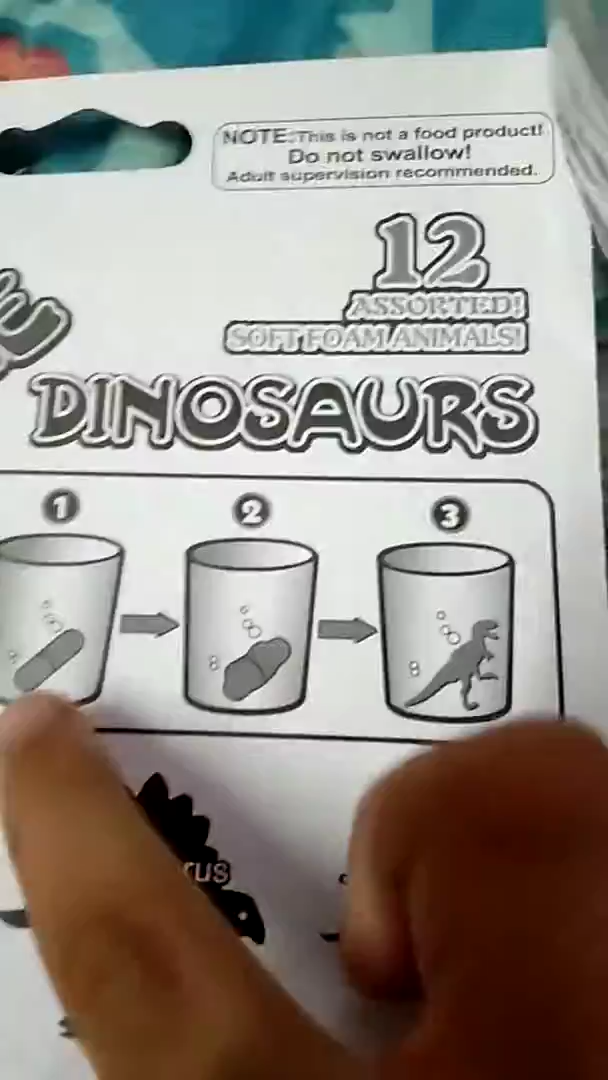 NOTE: This is not a food product!
Do not swallow!
Adult supervision recommended.
12
ASSORTED!
SOFT FOAM ANIMALS!
DINOSAURS
1 2 3
rus